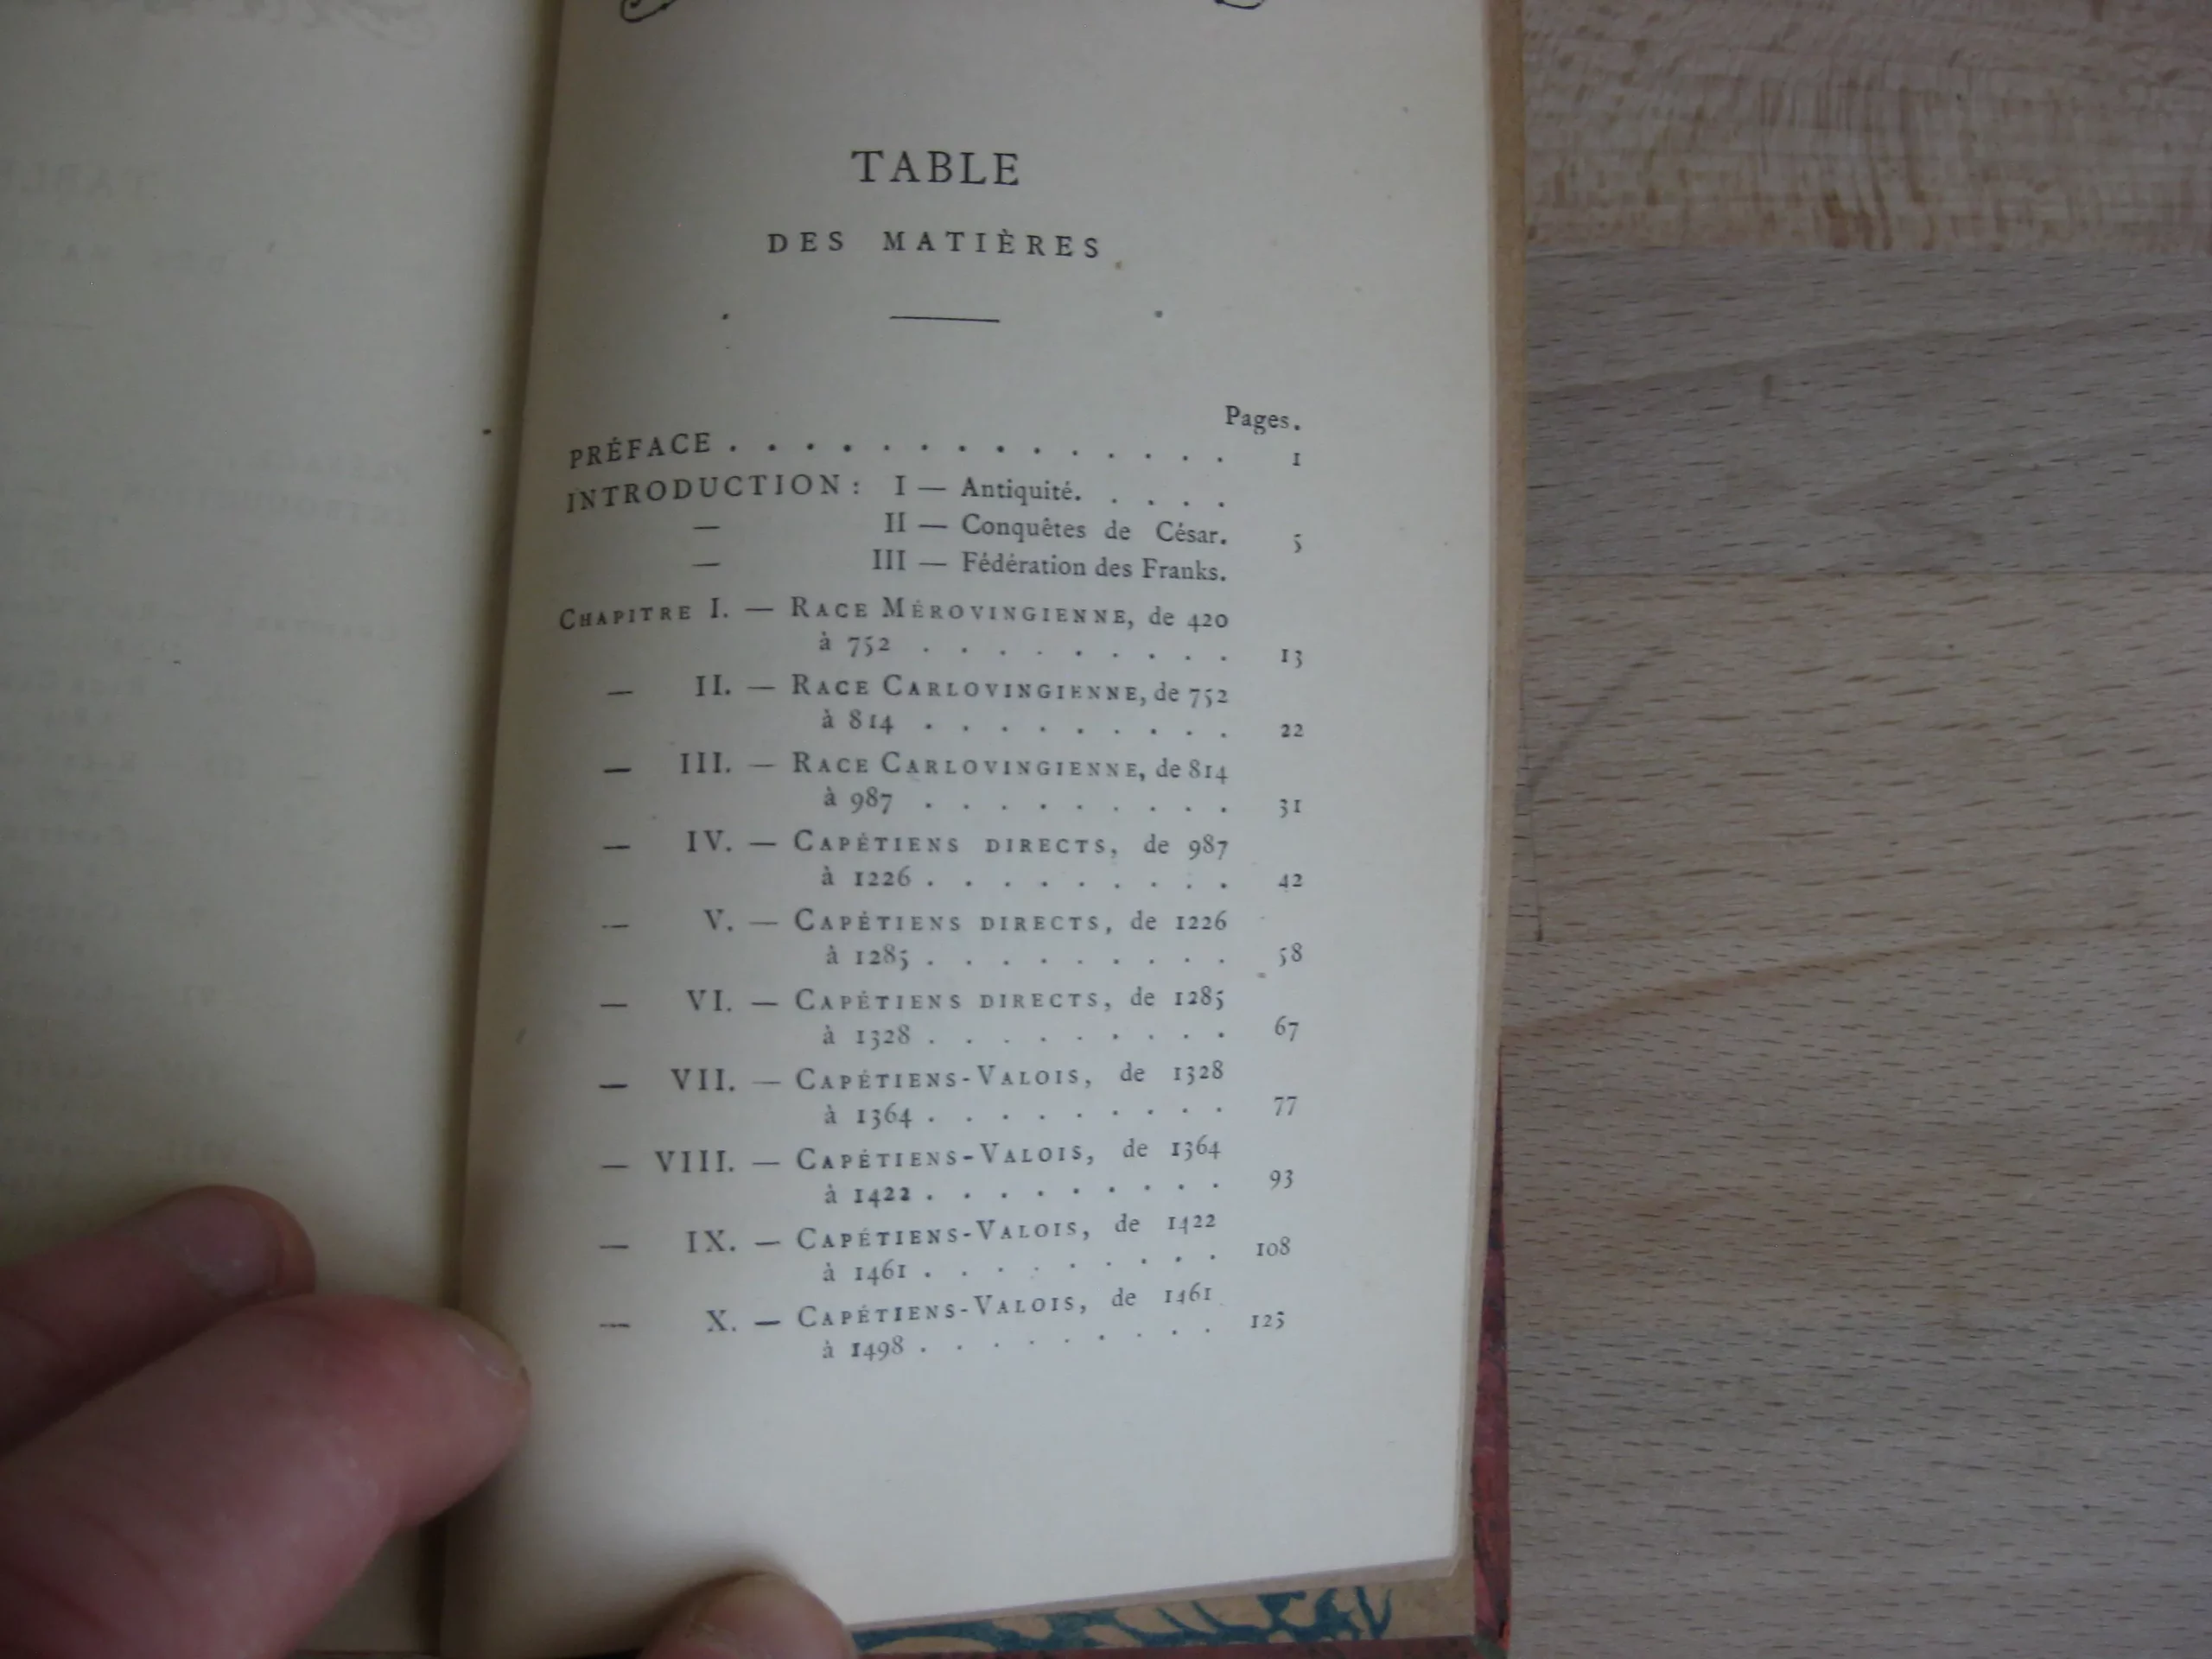 TABLE
DES MATIÈRES
Pages.
PRÉFACE . . . . . . . . . . . . . . 1
INTRODUCTION : I — Antiquité. . . . .
— II — Conquêtes de César. 5
— III — Fédération des Franks.
CHAPITRE I. — RACE MÉROVINGIENNE, de 420
à 752 . . . . . . . . . 13
— II. — RACE CARLOVINGIENNE, de 752
à 814 . . . . . . . . . 22
— III. — RACE CARLOVINGIENNE, de 814
à 987 . . . . . . . . . 31
— IV. — CAPÉTIENS DIRECTS, de 987
à 1226 . . . . . . . . . 42
— V. — CAPÉTIENS DIRECTS, de 1226
à 1285 . . . . . . . . . 58
— VI. — CAPÉTIENS DIRECTS, de 1285
à 1328 . . . . . . . . . 67
— VII. — CAPÉTIENS-VALOIS, de 1328
à 1364 . . . . . . . . . 77
— VIII. — CAPÉTIENS-VALOIS, de 1364
à 1422 . . . . . . . . . 93
— IX. — CAPÉTIENS-VALOIS, de 1422
à 1461 . . . . . . . . . 108
— X. — CAPÉTIENS-VALOIS, de 1461
à 1498 . . . . . . . . . 125